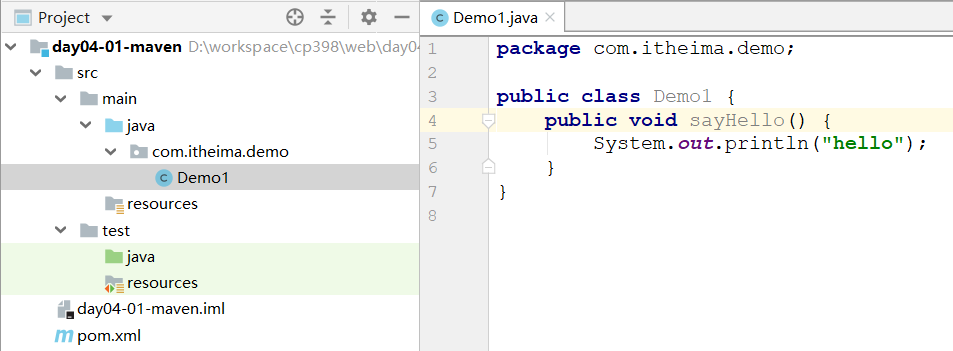 Project
day04-01-maven D:\workspace\cp398\web\day04
src
main
java
com.itheima.demo
Demo1
resources
test
java
resources
day04-01-maven.iml
pom.xml
Demo1.java
1 package com.itheima.demo;
2
3 public class Demo1 {
4 public void sayHello() {
5 System.out.println("hello");
6 }
7 }
8